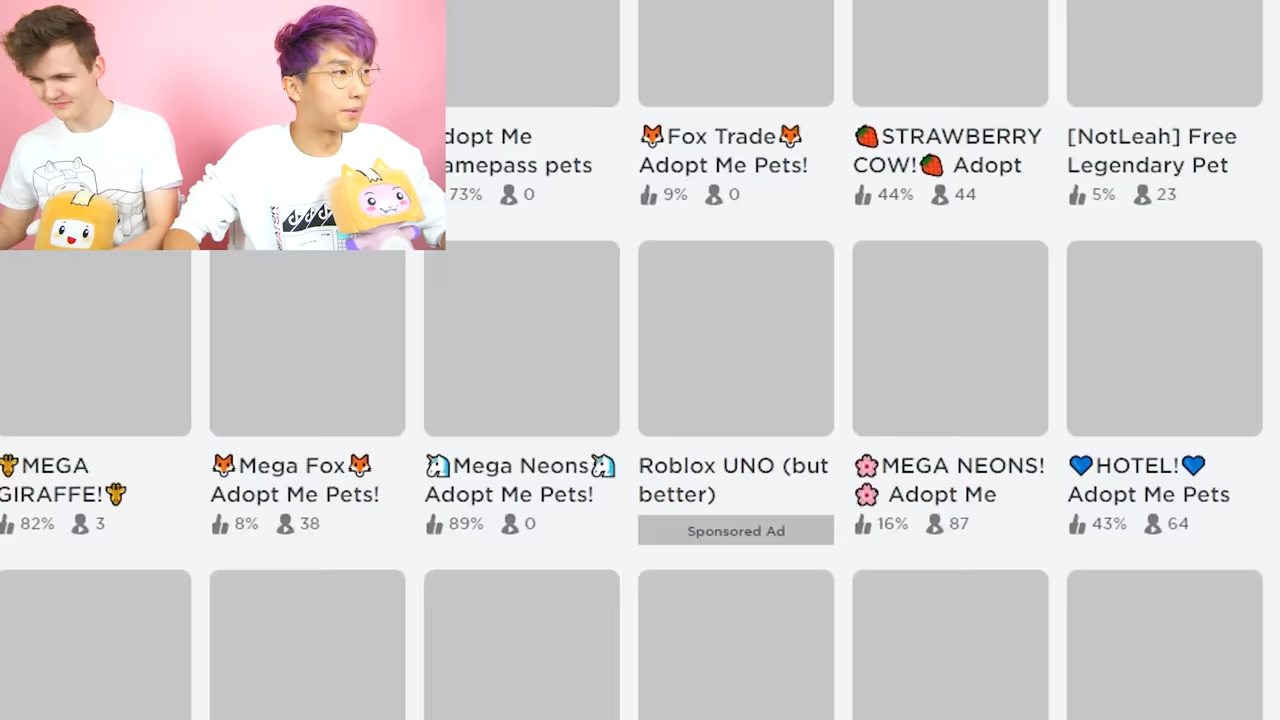 dopt Me
amepass pets
73% 0
🦊Fox Trade🦊
Adopt Me Pets!
9% 0
🍓STRAWBERRY
COW!🍓 Adopt
44% 44
[NotLeah] Free
Legendary Pet
5% 23
🦒MEGA
GIRAFFE!🦒
82% 3
🦊Mega Fox🦊
Adopt Me Pets!
8% 38
🦄Mega Neons🦄
Adopt Me Pets!
89% 0
Roblox UNO (but
better)
Sponsored Ad
🌸MEGA NEONS!
🌸 Adopt Me
16% 87
💙HOTEL!💙
Adopt Me Pets
43% 64